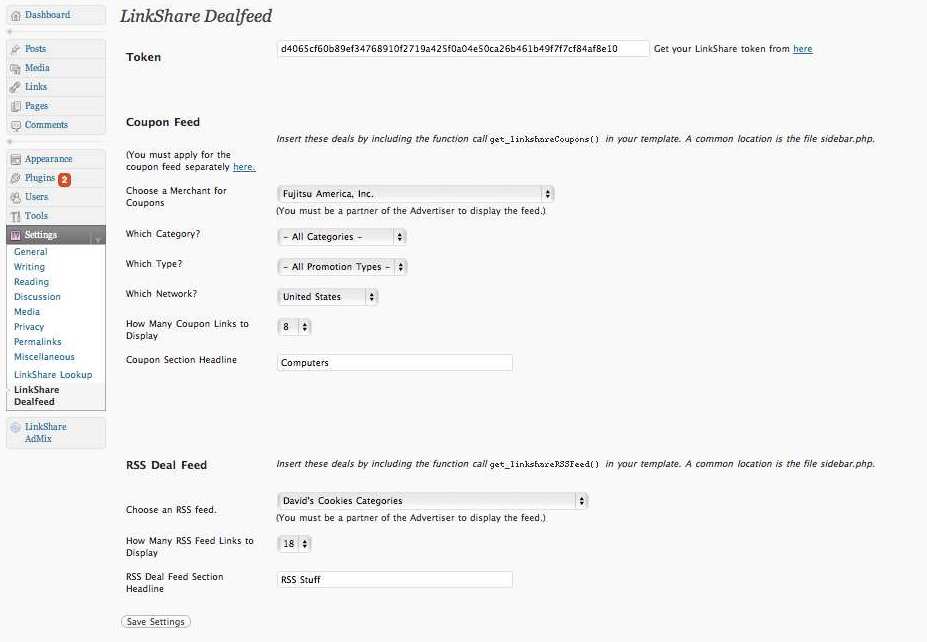 Dashboard
Posts
Media
Links
Pages
Comments
Appearance
Plugins 2
Users
Tools
Settings
General
Writing
Reading
Discussion
Media
Privacy
Permalinks
Miscellaneous
LinkShare Lookup
LinkShare
Dealfeed
LinkShare
AdMix
LinkShare Dealfeed
Token
d4065cf60b89ef34768910f2719a425f0a04e50ca26b461b49f7f7cf84af8e10 Get your LinkShare token from here
Coupon Feed
Insert these deals by including the function call get_linkshareCoupons() in your template. A common location is the file sidebar.php.
(You must apply for the
coupon feed separately here.
Choose a Merchant for
Coupons
Fujitsu America, Inc.
(You must be a partner of the Advertiser to display the feed.)
Which Category?
- All Categories -
Which Type?
- All Promotion Types -
Which Network?
United States
How Many Coupon Links to
Display
8
Coupon Section Headline
Computers
RSS Deal Feed
Insert these deals by including the function call get_linkshareRSSFeed() in your template. A common location is the file sidebar.php.
Choose an RSS feed.
David's Cookies Categories
(You must be a partner of the Advertiser to display the feed.)
How Many RSS Feed Links to
Display
18
RSS Deal Feed Section
Headline
RSS Stuff
Save Settings